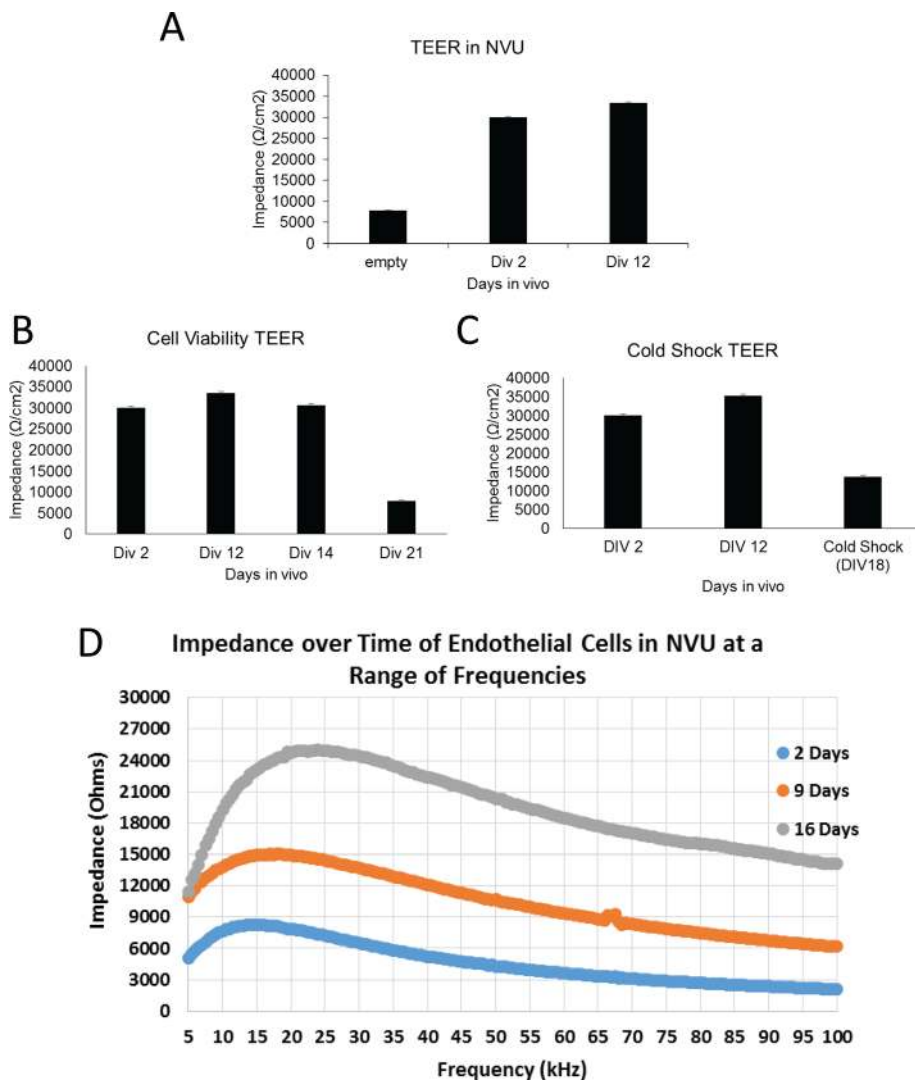 A
TEER in NVU
Impedance (Ω/cm2)
40000
35000
30000
25000
20000
15000
10000
5000
0
empty
Div 2
Div 12
Days in vivo
B
Cell Viability TEER
Impedance (Ω/cm2)
40000
35000
30000
25000
20000
15000
10000
5000
0
Div 2
Div 12
Div 14
Div 21
Days in vivo
C
Cold Shock TEER
Impedance (Ω/cm2)
40000
35000
30000
25000
20000
15000
10000
5000
0
DIV 2
DIV 12
Cold Shock
(DIV18)
Days in vivo
D
Impedance over Time of Endothelial Cells in NVU at a
Range of Frequencies
Impedance (Ohms)
30000
27000
24000
21000
18000
15000
12000
9000
6000
3000
0
2 Days
9 Days
16 Days
5 10 15 20 25 30 35 40 45 50 55 60 65 70 75 80 85 90 95 100
Frequency (kHz)